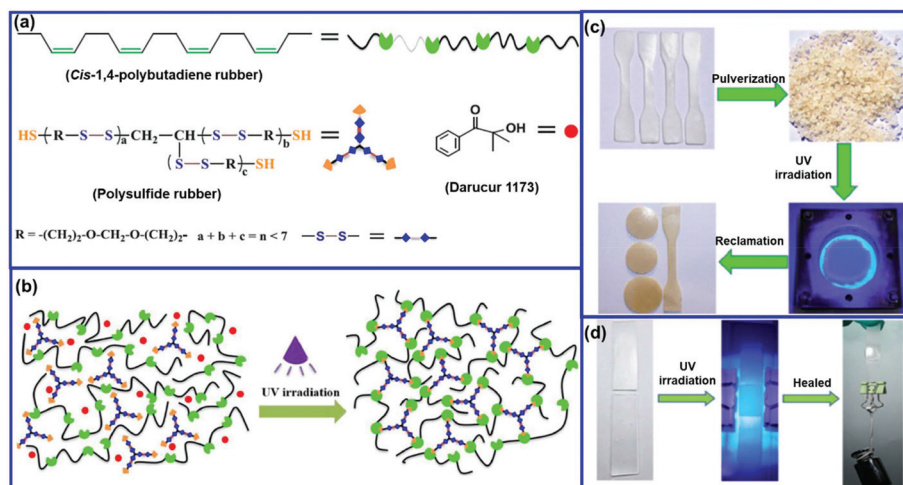 (a)
(Cis-1,4-polybutadiene rubber)
HS-(R-S-S)a-CH2-CH-(S-S-R)b-SH
(S-S-R)c-SH
(Polysulfide rubber)
O
OH
(Darucur 1173)
R = -(CH2)2-O-CH2-O-(CH2)2- a + b + c = n < 7 -S-S- =
(b)
UV irradiation
(c)
Pulverization
UV
irradiation
Reclamation
(d)
UV
irradiation
Healed